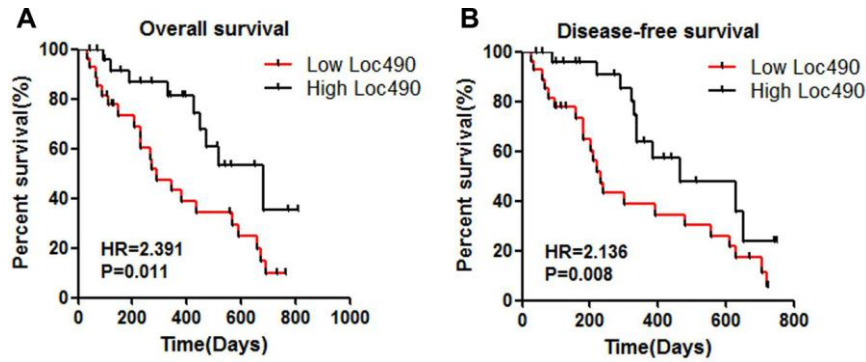 A
Overall survival
Low Loc490
High Loc490
Percent survival(%)
100
80
60
40
20
0
HR=2.391
P=0.011
0
200
400
600
800
1000
Time(Days)
B
Disease-free survival
Low Loc490
High Loc490
Percent survival(%)
100
80
60
40
20
0
HR=2.136
P=0.008
0
200
400
600
800
Time(Days)